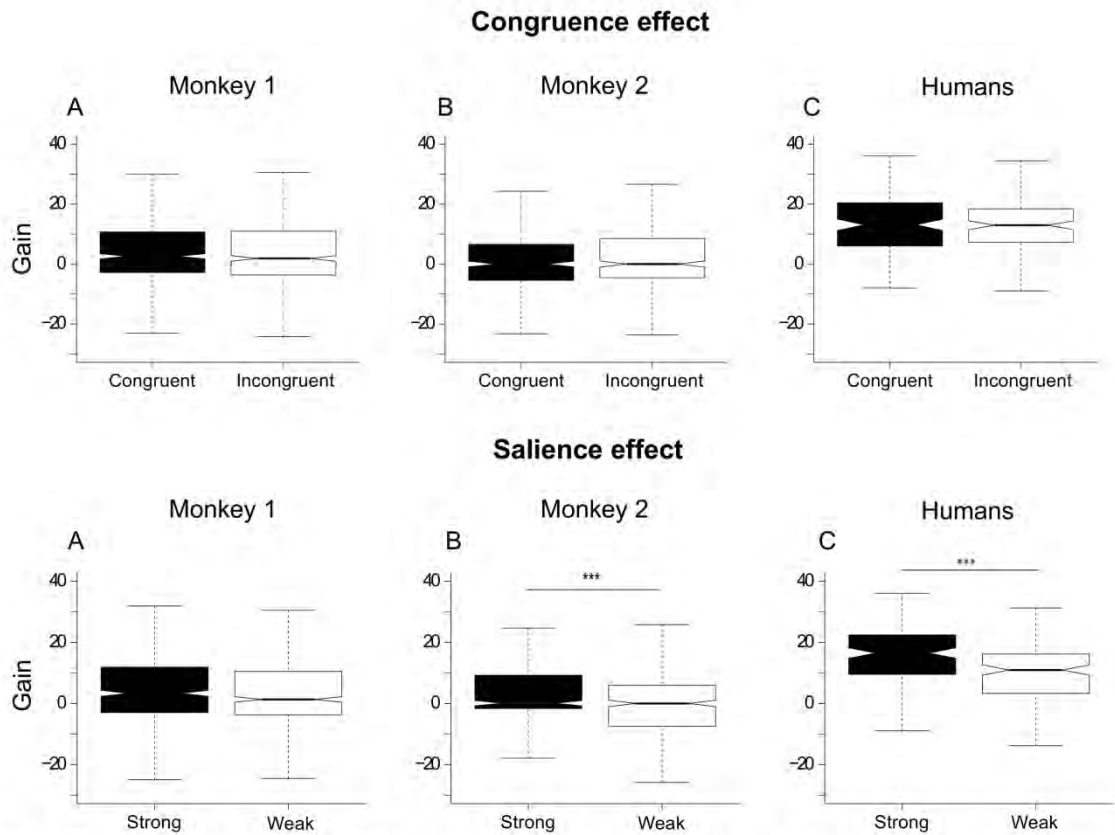 Congruence effect
Monkey 1 Monkey 2 Humans
A B C
40 40 40
20 20 20
Gain
0 0 0
−20 −20 −20
Congruent Incongruent Congruent Incongruent Congruent Incongruent
Salience effect
Monkey 1 Monkey 2 Humans
A B C
*** ***
40 40 40
20 20 20
Gain
0 0 0
−20 −20 −20
Strong Weak Strong Weak Strong Weak